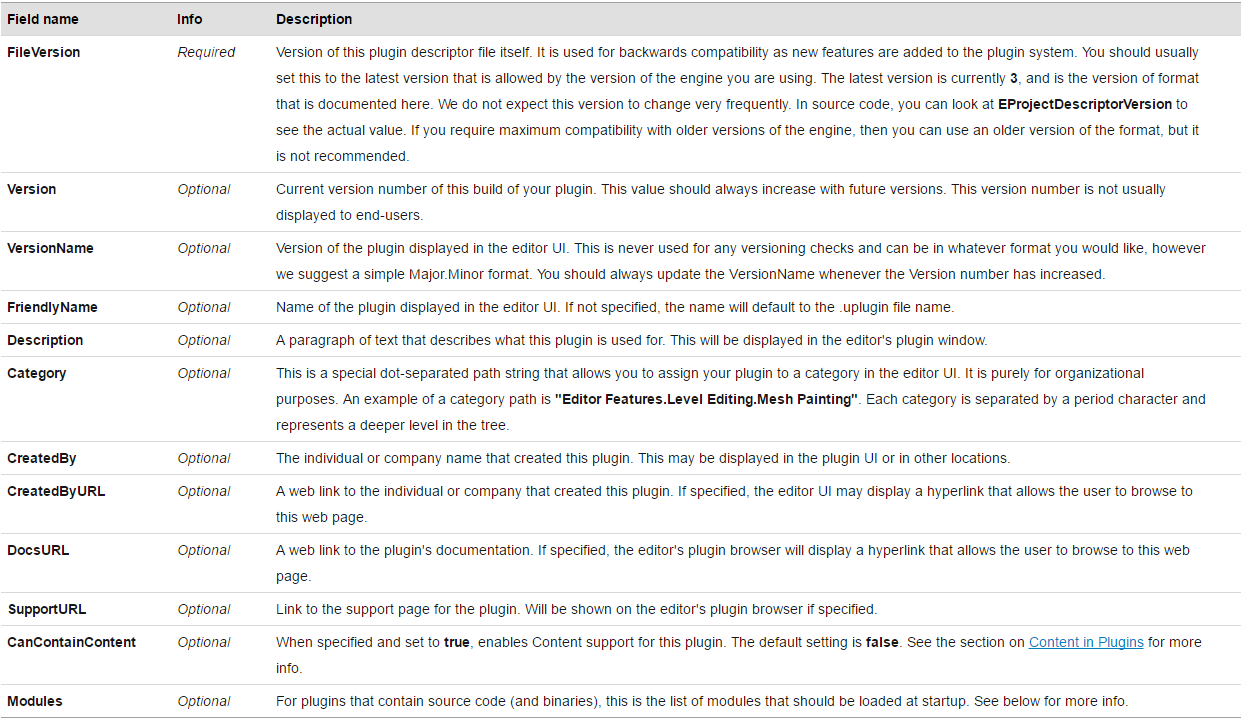 Field name Info Description
FileVersion Required Version of this plugin descriptor file itself. It is used for backwards compatibility as new features are added to the plugin system. You should usually
set this to the latest version that is allowed by the version of the engine you are using. The latest version is currently 3, and is the version of format
that is documented here. We do not expect this version to change very frequently. In source code, you can look at EProjectDescriptorVersion to
see the actual value. If you require maximum compatibility with older versions of the engine, then you can use an older version of the format, but it
is not recommended.
Version Optional Current version number of this build of your plugin. This value should always increase with future versions. This version number is not usually
displayed to end-users.
VersionName Optional Version of the plugin displayed in the editor UI. This is never used for any versioning checks and can be in whatever format you would like, however
we suggest a simple Major.Minor format. You should always update the VersionName whenever the Version number has increased.
FriendlyName Optional Name of the plugin displayed in the editor UI. If not specified, the name will default to the .uplugin file name.
Description Optional A paragraph of text that describes what this plugin is used for. This will be displayed in the editor's plugin window.
Category Optional This is a special dot-separated path string that allows you to assign your plugin to a category in the editor UI. It is purely for organizational
purposes. An example of a category path is "Editor Features.Level Editing.Mesh Painting". Each category is separated by a period character and
represents a deeper level in the tree.
CreatedBy Optional The individual or company name that created this plugin. This may be displayed in the plugin UI or in other locations.
CreatedByURL Optional A web link to the individual or company that created this plugin. If specified, the editor UI may display a hyperlink that allows the user to browse to
this web page.
DocsURL Optional A web link to the plugin's documentation. If specified, the editor's plugin browser will display a hyperlink that allows the user to browse to this web
page.
SupportURL Optional Link to the support page for the plugin. Will be shown on the editor's plugin browser if specified.
CanContainContent Optional When specified and set to true, enables Content support for this plugin. The default setting is false. See the section on Content in Plugins for more
info.
Modules Optional For plugins that contain source code (and binaries), this is the list of modules that should be loaded at startup. See below for more info.